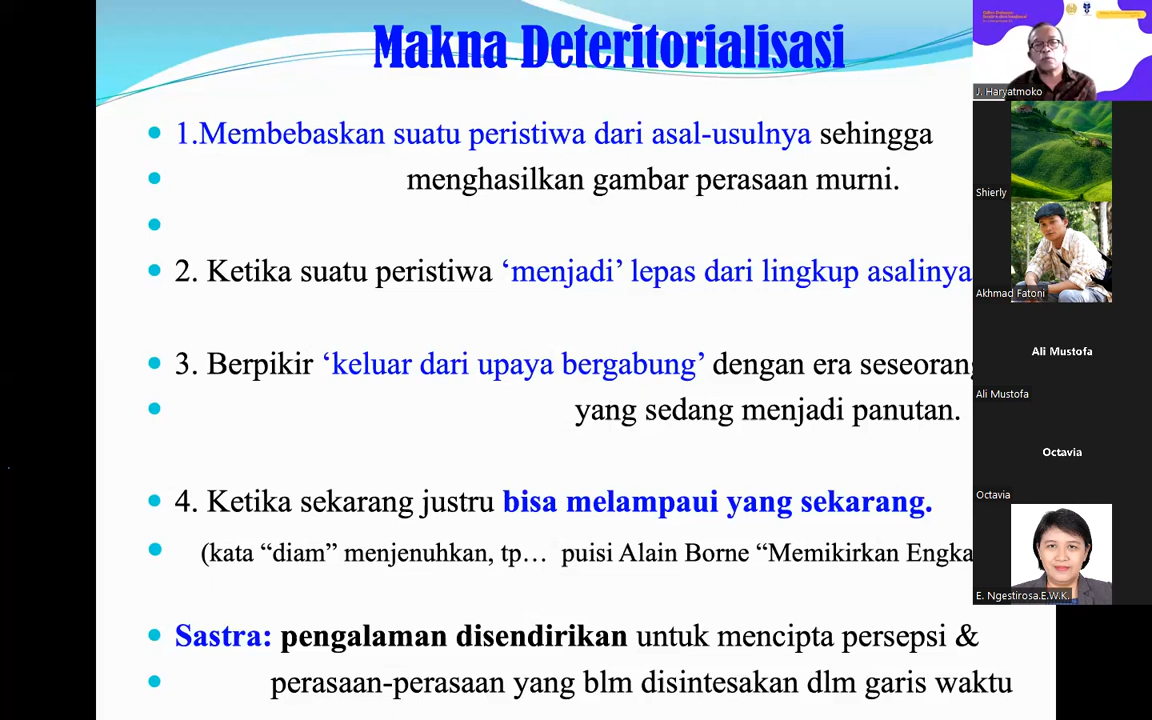 Makna Deteritorialisasi
1.Membebaskan suatu peristiwa dari asal-usulnya sehingga
menghasilkan gambar perasaan murni.
2. Ketika suatu peristiwa ‘menjadi’ lepas dari lingkup asalinya
3. Berpikir ‘keluar dari upaya bergabung’ dengan era seseorang
yang sedang menjadi panutan.
4. Ketika sekarang justru bisa melampaui yang sekarang.
(kata “diam” menjenuhkan, tp… puisi Alain Borne “Memikirkan Engka
Sastra: pengalaman disendirikan untuk mencipta persepsi &
perasaan-perasaan yang blm disintesakan dlm garis waktu
J. Haryatmoko
Shierly
Akhmad Fatoni
Ali Mustofa
Ali Mustofa
Octavia
Octavia
E. Ngestirosa.E.W.K.